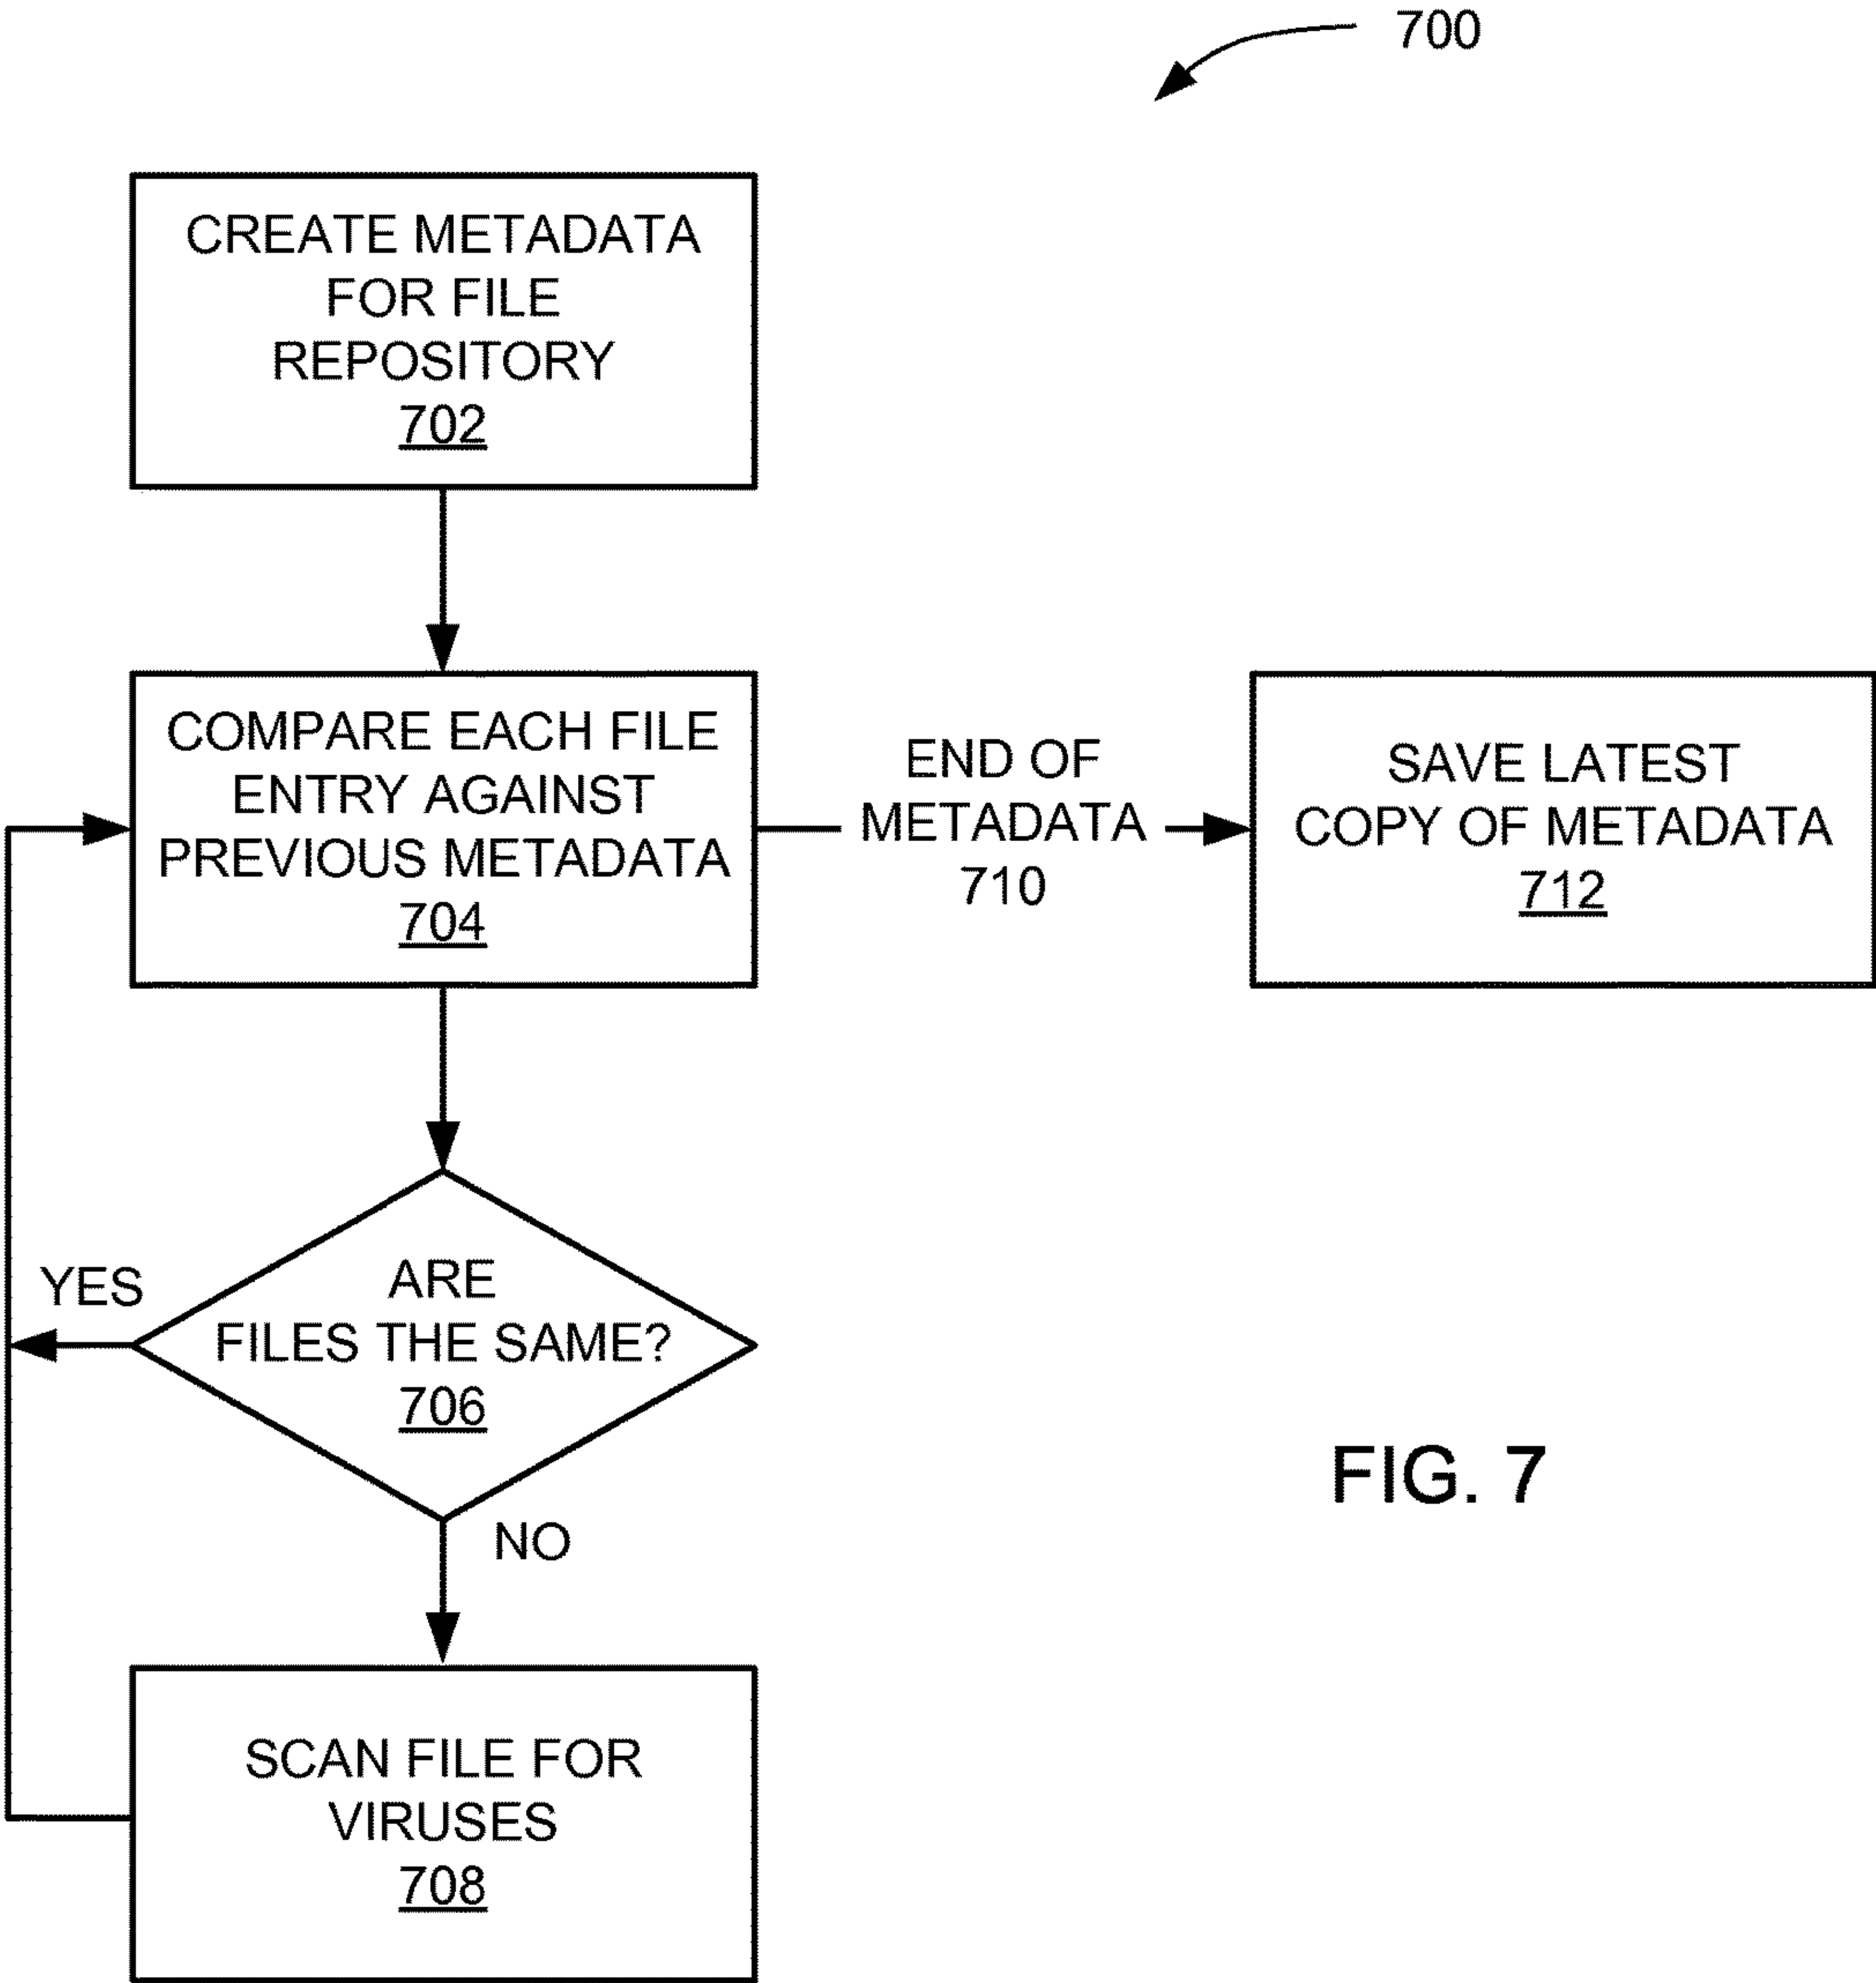 700
CREATE METADATA
FOR FILE
REPOSITORY
702
COMPARE EACH FILE
ENTRY AGAINST
PREVIOUS METADATA
704
END OF
METADATA
710
SAVE LATEST
COPY OF METADATA
712
YES
ARE
FILES THE SAME?
706
NO
FIG. 7
SCAN FILE FOR
VIRUSES
708